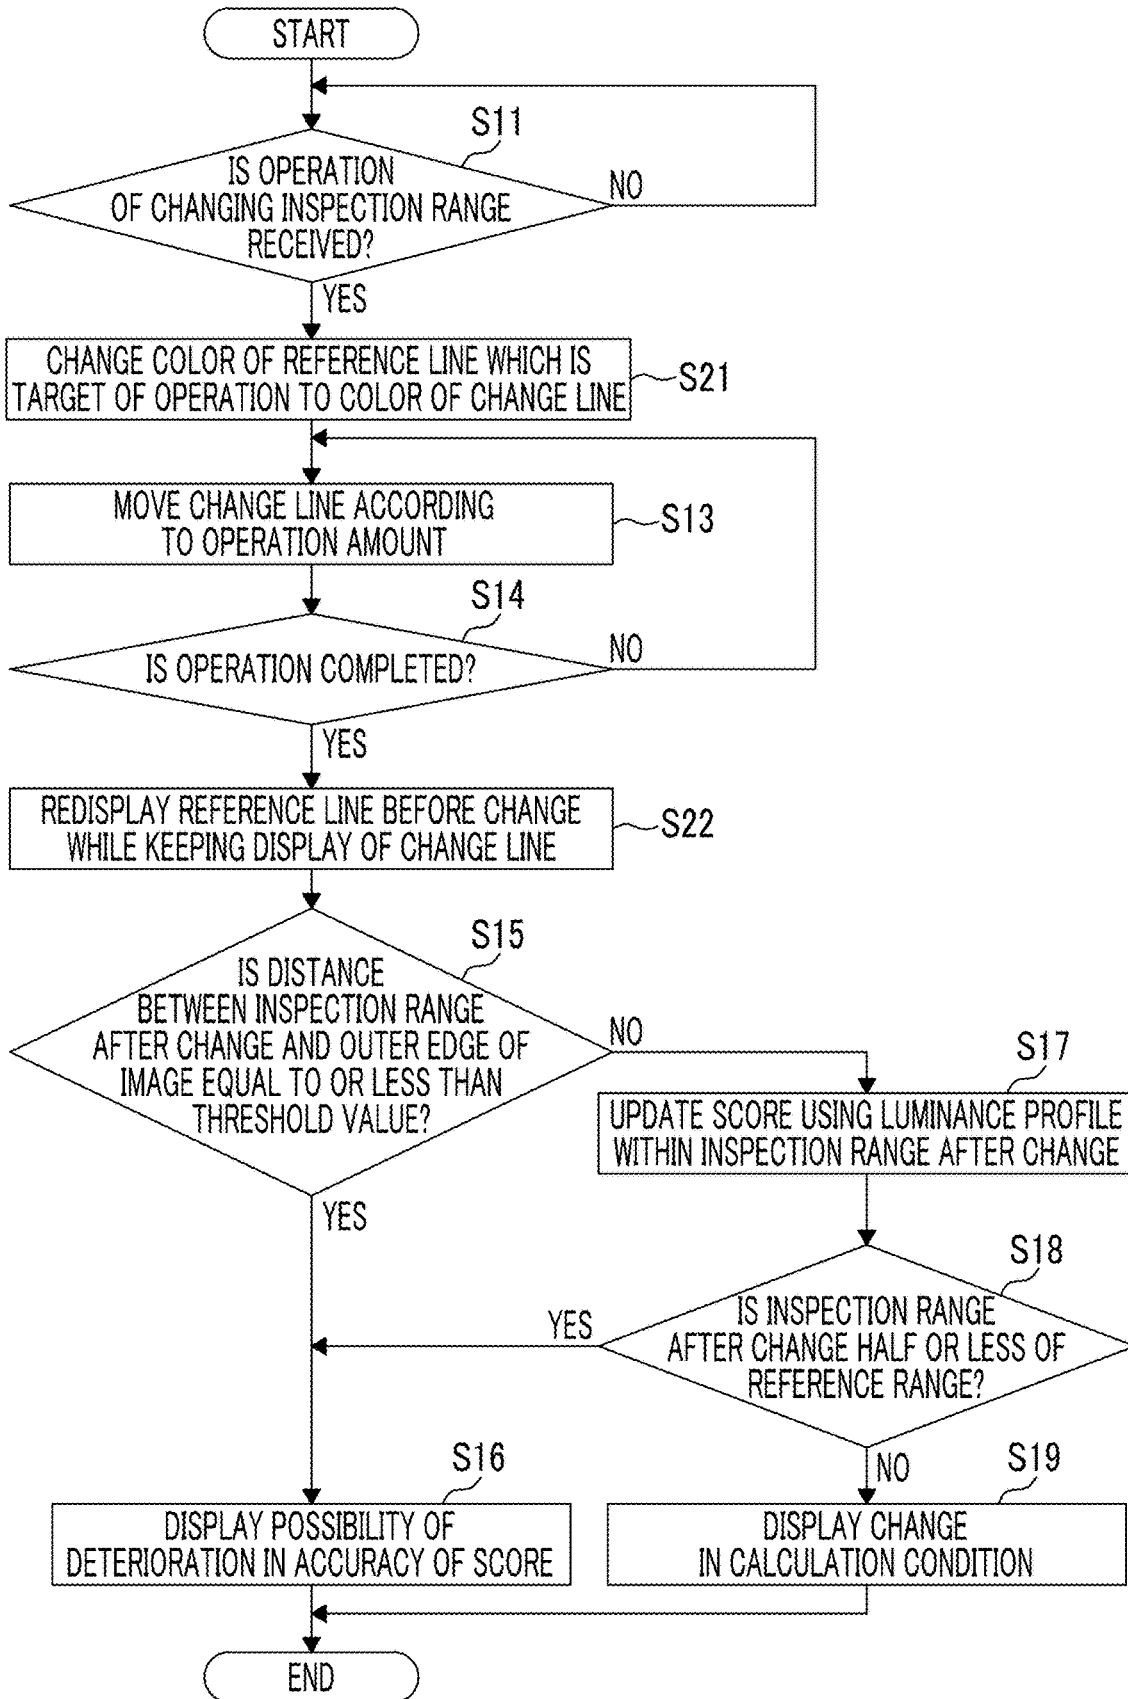 START
S11
IS OPERATION
OF CHANGING INSPECTION RANGE
RECEIVED?
NO
YES
CHANGE COLOR OF REFERENCE LINE WHICH IS
TARGET OF OPERATION TO COLOR OF CHANGE LINE
S21
MOVE CHANGE LINE ACCORDING
TO OPERATION AMOUNT
S13
S14
IS OPERATION COMPLETED?
NO
YES
REDISPLAY REFERENCE LINE BEFORE CHANGE
WHILE KEEPING DISPLAY OF CHANGE LINE
S22
S15
IS DISTANCE
BETWEEN INSPECTION RANGE
AFTER CHANGE AND OUTER EDGE OF
IMAGE EQUAL TO OR LESS THAN
THRESHOLD VALUE?
NO
YES
S17
UPDATE SCORE USING LUMINANCE PROFILE
WITHIN INSPECTION RANGE AFTER CHANGE
S18
IS INSPECTION RANGE
AFTER CHANGE HALF OR LESS OF
REFERENCE RANGE?
YES
NO
S16
DISPLAY POSSIBILITY OF
DETERIORATION IN ACCURACY OF SCORE
S19
DISPLAY CHANGE
IN CALCULATION CONDITION
END